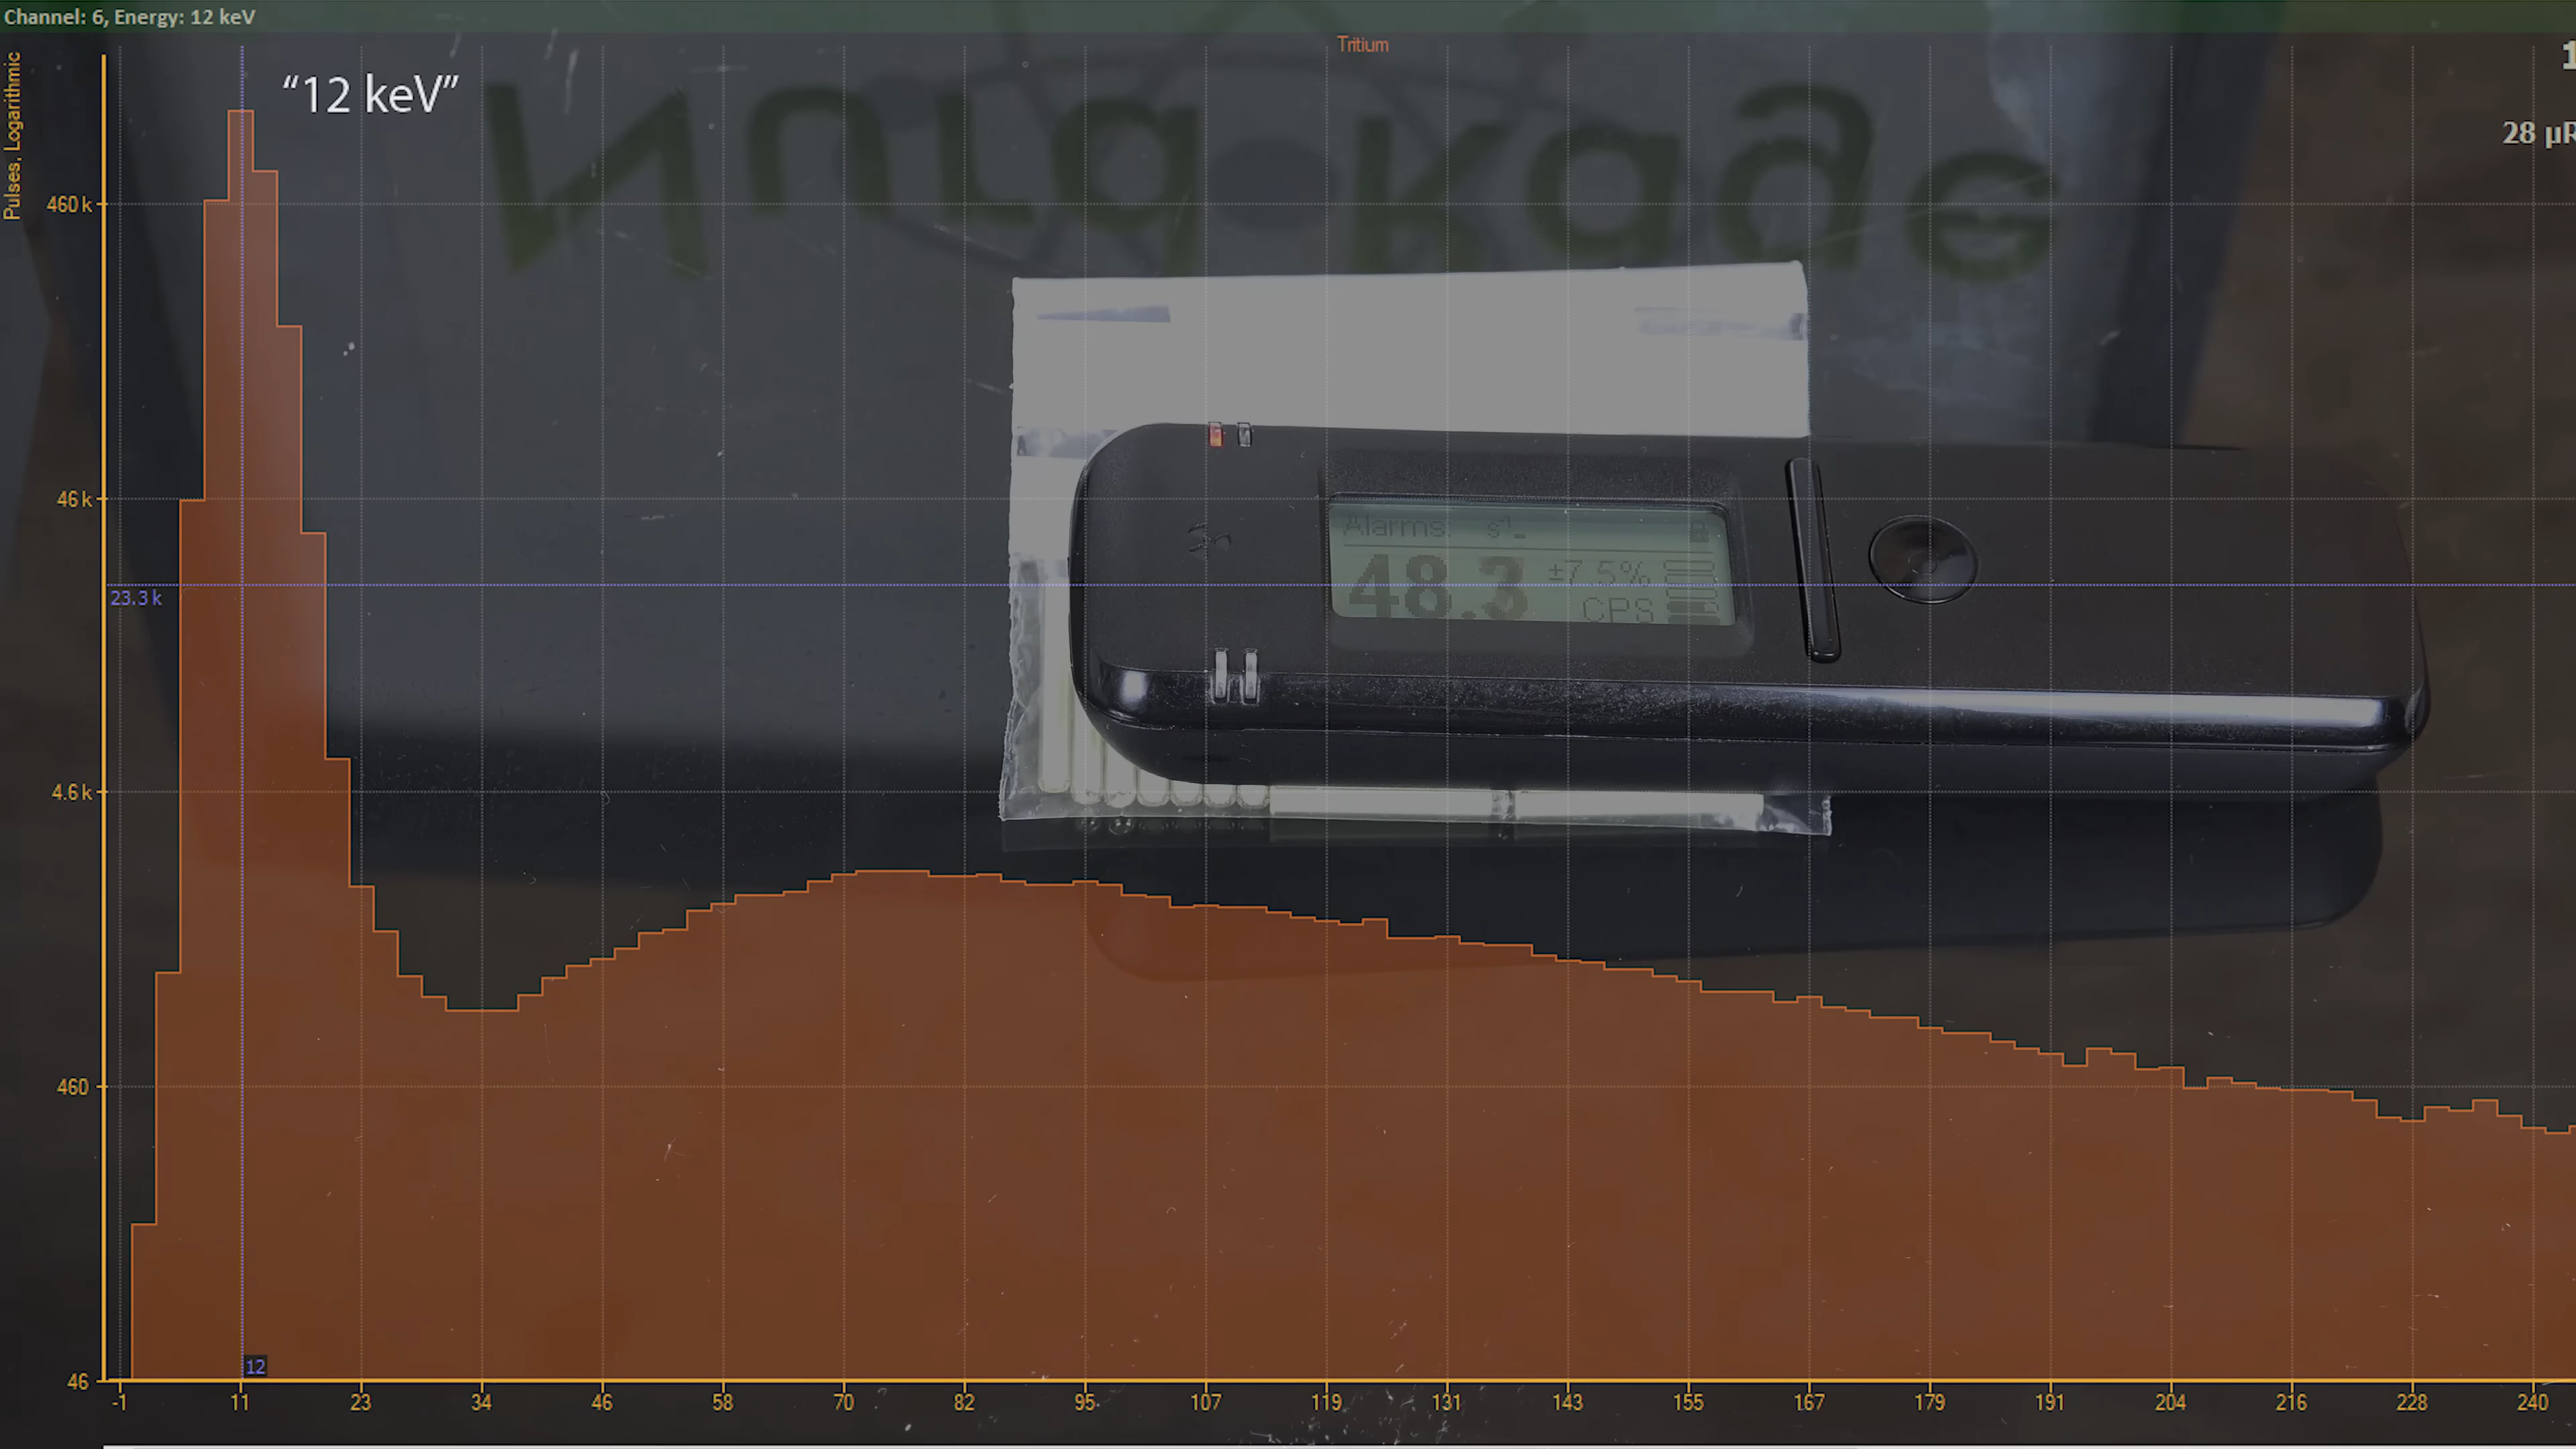 Channel: 6, Energy: 12 keV
Tritium
Pulses, Logarithmic
"12 keV"
28 µR
460 k
46 k
23.3 k
4.6 k
460
46
12
-1 11 23 34 46 58 70 82 95 107 119 131 143 155 167 179 191 204 216 228 240
Alarms s⁻¹
48.3 ±7.5%
CPS